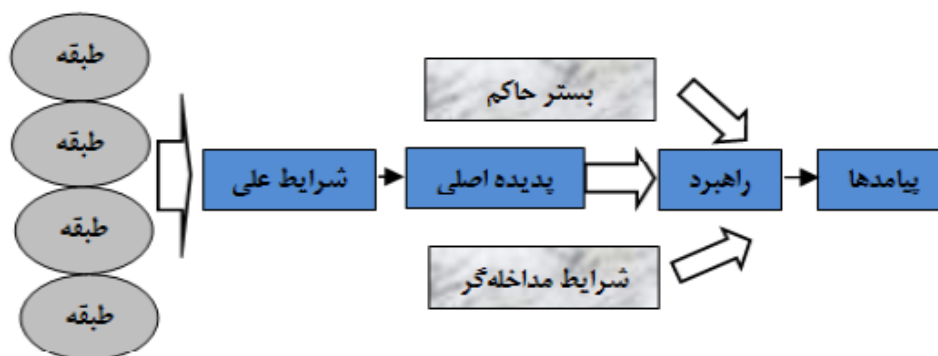 طبقه
طبقه
طبقه
طبقه
بستر حاکم
شرایط علی
پدیده اصلی
راهبرد
پیامدها
شرایط مداخله‌گر